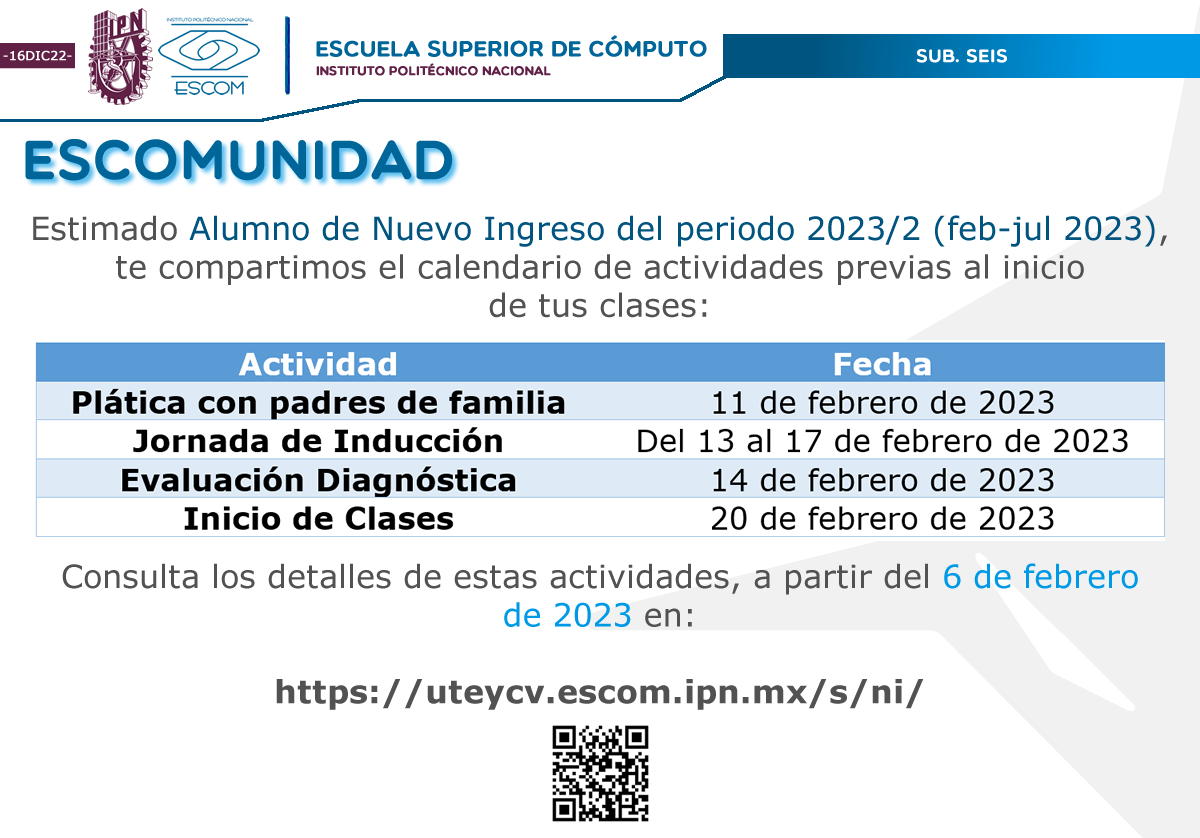 -16DIC22-
IPN
INSTITUTO POLITÉCNICO NACIONAL
ESCOM
ESCUELA SUPERIOR DE CÓMPUTO
INSTITUTO POLITÉCNICO NACIONAL
SUB. SEIS
ESCOMUNIDAD
Estimado Alumno de Nuevo Ingreso del periodo 2023/2 (feb-jul 2023),
te compartimos el calendario de actividades previas al inicio
de tus clases:
Actividad Fecha
Plática con padres de familia 11 de febrero de 2023
Jornada de Inducción Del 13 al 17 de febrero de 2023
Evaluación Diagnóstica 14 de febrero de 2023
Inicio de Clases 20 de febrero de 2023
Consulta los detalles de estas actividades, a partir del 6 de febrero
de 2023 en:
https://uteycv.escom.ipn.mx/s/ni/